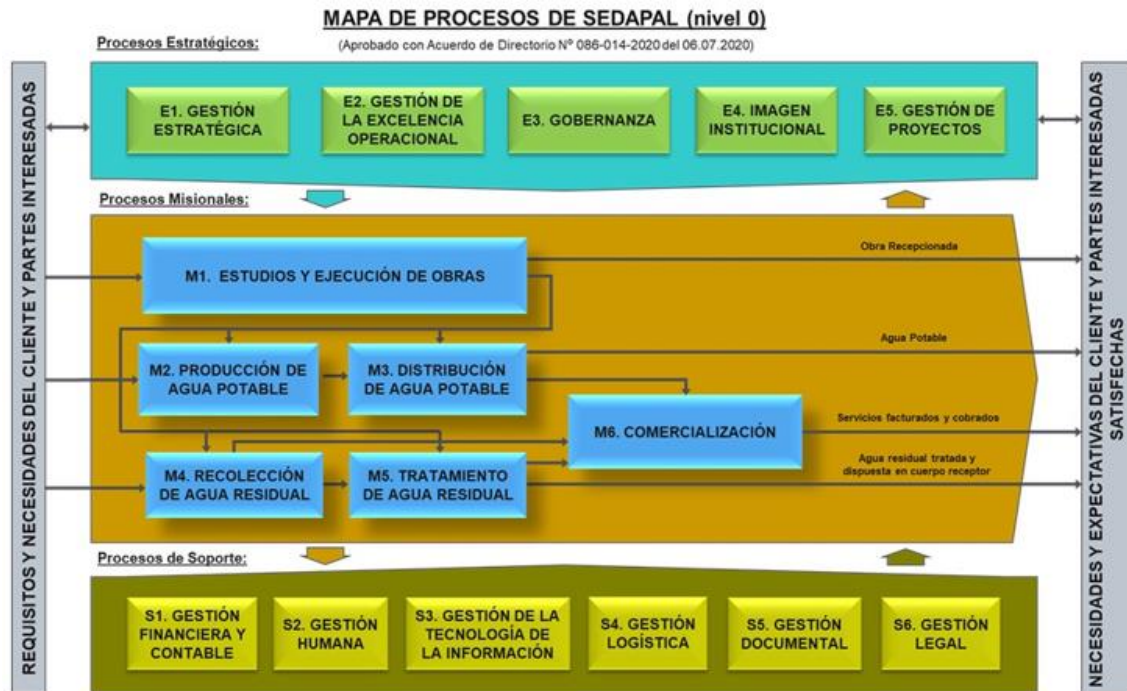 MAPA DE PROCESOS DE SEDAPAL (nivel 0)
Procesos Estratégicos:
(Aprobado con Acuerdo de Directorio Nº 086-014-2020 del 06.07.2020)
REQUISITOS Y NECESIDADES DEL CLIENTE Y PARTES INTERESADAS
E1. GESTIÓN
ESTRATÉGICA
E2. GESTIÓN DE
LA EXCELENCIA
OPERACIONAL
E3. GOBERNANZA
E4. IMAGEN
INSTITUCIONAL
E5. GESTIÓN DE
PROYECTOS
Procesos Misionales:
M1. ESTUDIOS Y EJECUCIÓN DE OBRAS
Obra Recepcionada
M2. PRODUCCIÓN DE
AGUA POTABLE
M3. DISTRIBUCIÓN
DE AGUA POTABLE
Agua Potable
M6. COMERCIALIZACIÓN
Servicios facturados y cobrados
M4. RECOLECCIÓN
DE AGUA RESIDUAL
M5. TRATAMIENTO
DE AGUA RESIDUAL
Agua residual tratada y
dispuesta en cuerpo receptor
Procesos de Soporte:
S1. GESTIÓN
FINANCIERA Y
CONTABLE
S2. GESTIÓN
HUMANA
S3. GESTIÓN DE LA
TECNOLOGÍA DE
LA INFORMACIÓN
S4. GESTIÓN
LOGÍSTICA
S5. GESTIÓN
DOCUMENTAL
S6. GESTIÓN
LEGAL
NECESIDADES Y EXPECTATIVAS DEL CLIENTE Y PARTES INTERESADAS
SATISFECHAS